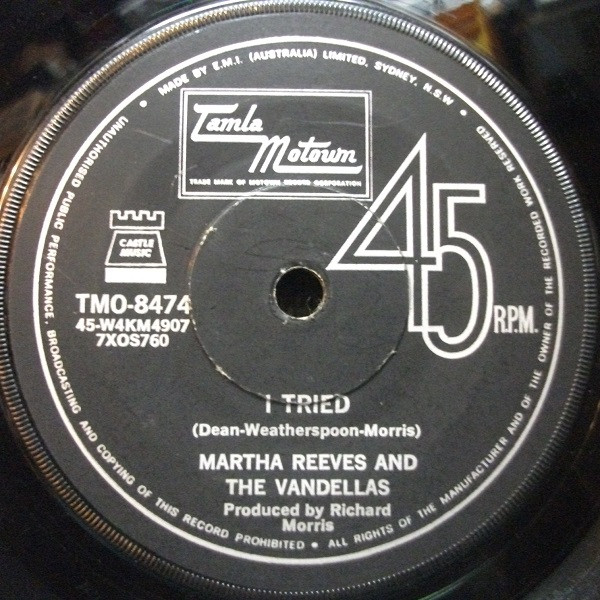 MADE BY E.M.I. (AUSTRALIA) LIMITED, SYDNEY, N.S.W.
Tamla
Motown
TRADE MARK OF MOTOWN RECORD CORPORATION
45
R.P.M.
CASTLE
MUSIC
TMO-8474
45-W4KM4907
7XOS760
I TRIED
(Dean-Weatherspoon-Morris)
MARTHA REEVES AND
THE VANDELLAS
Produced by Richard
Morris
UNAUTHORISED PUBLIC PERFORMANCE, BROADCASTING AND COPYING OF THIS RECORD PROHIBITED • ALL RIGHTS OF THE MANUFACTURER AND OF THE OWNER OF THE RECORDED WORK RESERVED